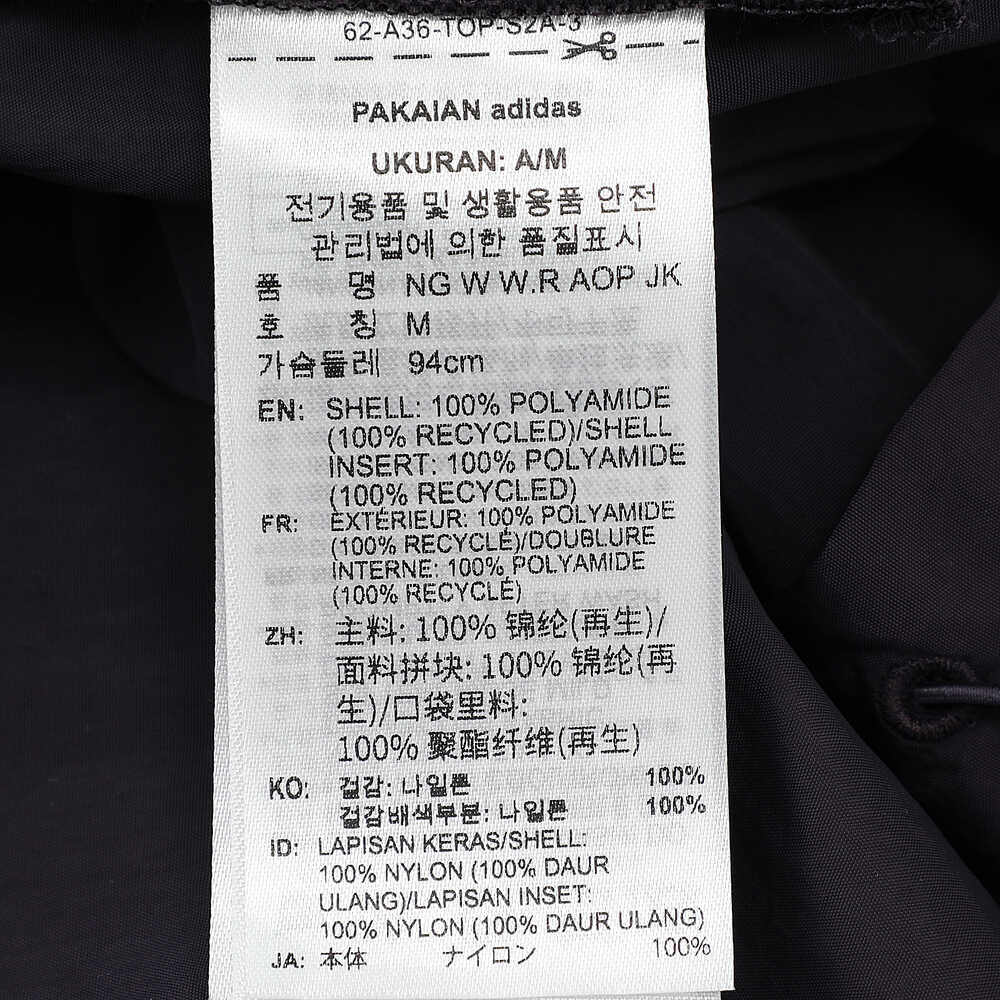 62-A36-TOP-S2A-3
PAKAIAN adidas
UKURAN: A/M
전기용품 및 생활용품 안전
관리법에 의한 품질표시
품 명 NG W W.R AOP JK
호 칭 M
가슴둘레 94cm
EN: SHELL: 100% POLYAMIDE
(100% RECYCLED)/SHELL
INSERT: 100% POLYAMIDE
(100% RECYCLED)
FR: EXTÉRIEUR: 100% POLYAMIDE
(100% RECYCLÉ)/DOUBLURE
INTERNE: 100% POLYAMIDE
(100% RECYCLÉ)
ZH: 主料: 100% 锦纶(再生)/
面料拼块: 100% 锦纶(再
生)/口袋里料:
100% 聚酯纤维(再生)
KO: 겉감: 나일론 100%
겉감배색부분: 나일론 100%
ID: LAPISAN KERAS/SHELL:
100% NYLON (100% DAUR
ULANG)/LAPISAN INSET:
100% NYLON (100% DAUR ULANG)
JA: 本体 ナイロン 100%